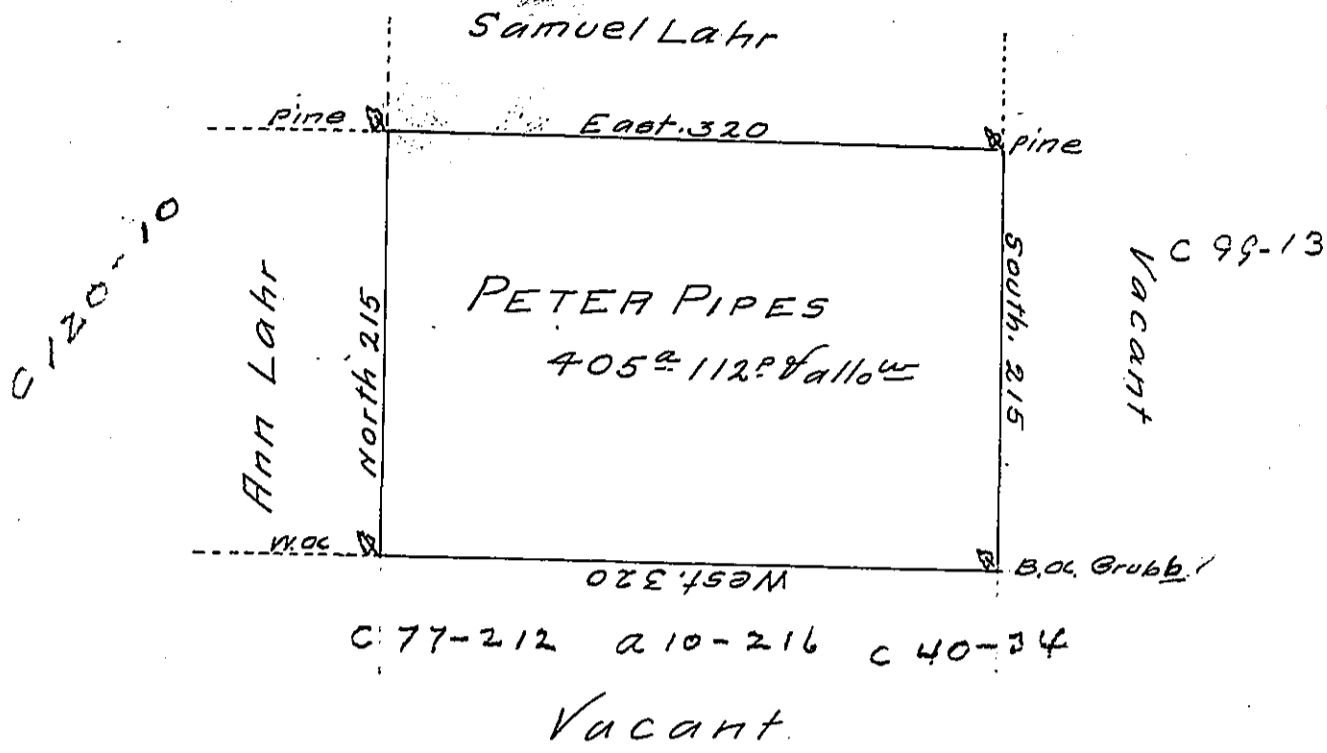 Samuel Lahr
Pine
East. 320
Pine
C 120-10
Ann Lahr
North 215
PETER PIPES
405a 112P & allow
South. 215
Vacant
C 99-13
W.oc
West. 320
B.oc. Grubb.
C 77-212 a 10-216 C 40-34
Vacant